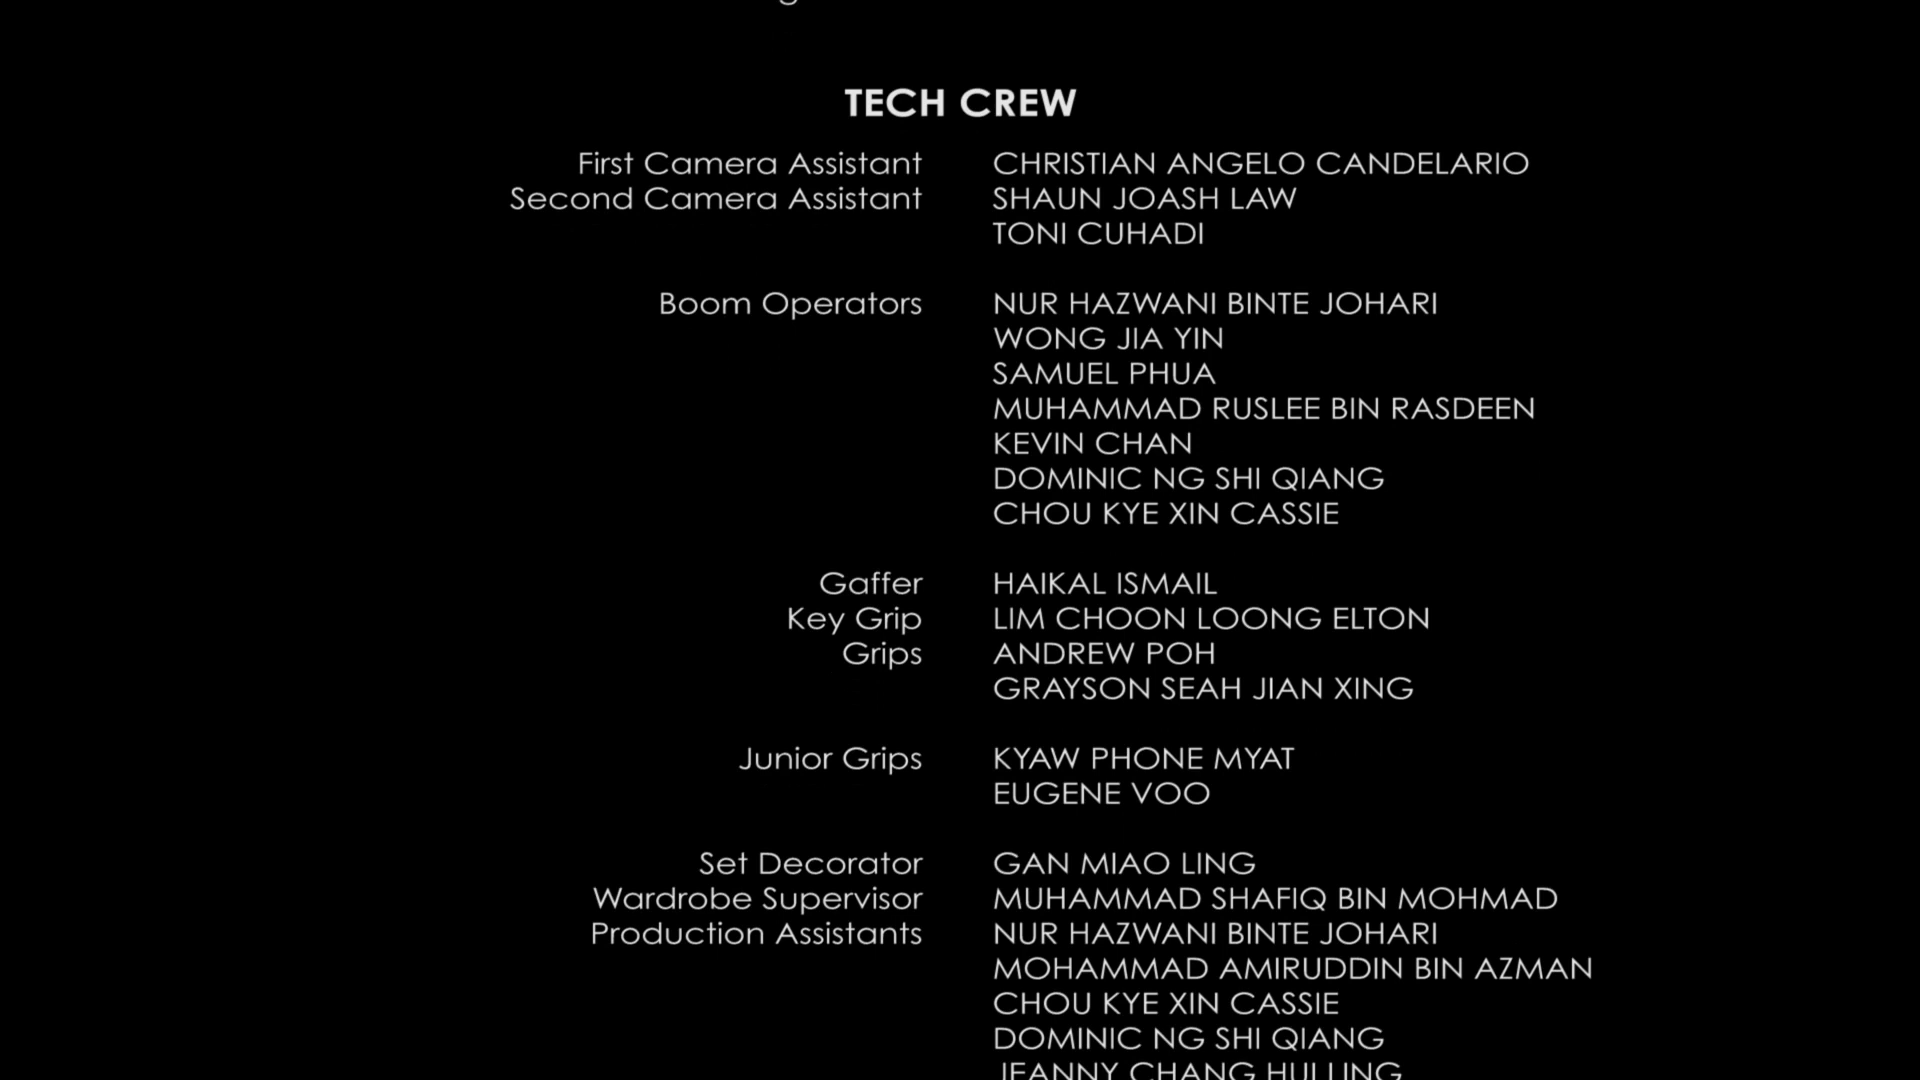 TECH CREW
First Camera Assistant CHRISTIAN ANGELO CANDELARIO
Second Camera Assistant SHAUN JOASH LAW
TONI CUHADI
Boom Operators NUR HAZWANI BINTE JOHARI
WONG JIA YIN
SAMUEL PHUA
MUHAMMAD RUSLEE BIN RASDEEN
KEVIN CHAN
DOMINIC NG SHI QIANG
CHOU KYE XIN CASSIE
Gaffer HAIKAL ISMAIL
Key Grip LIM CHOON LOONG ELTON
Grips ANDREW POH
GRAYSON SEAH JIAN XING
Junior Grips KYAW PHONE MYAT
EUGENE VOO
Set Decorator GAN MIAO LING
Wardrobe Supervisor MUHAMMAD SHAFIQ BIN MOHMAD
Production Assistants NUR HAZWANI BINTE JOHARI
MOHAMMAD AMIRUDDIN BIN AZMAN
CHOU KYE XIN CASSIE
DOMINIC NG SHI QIANG
JEANNY CHANG